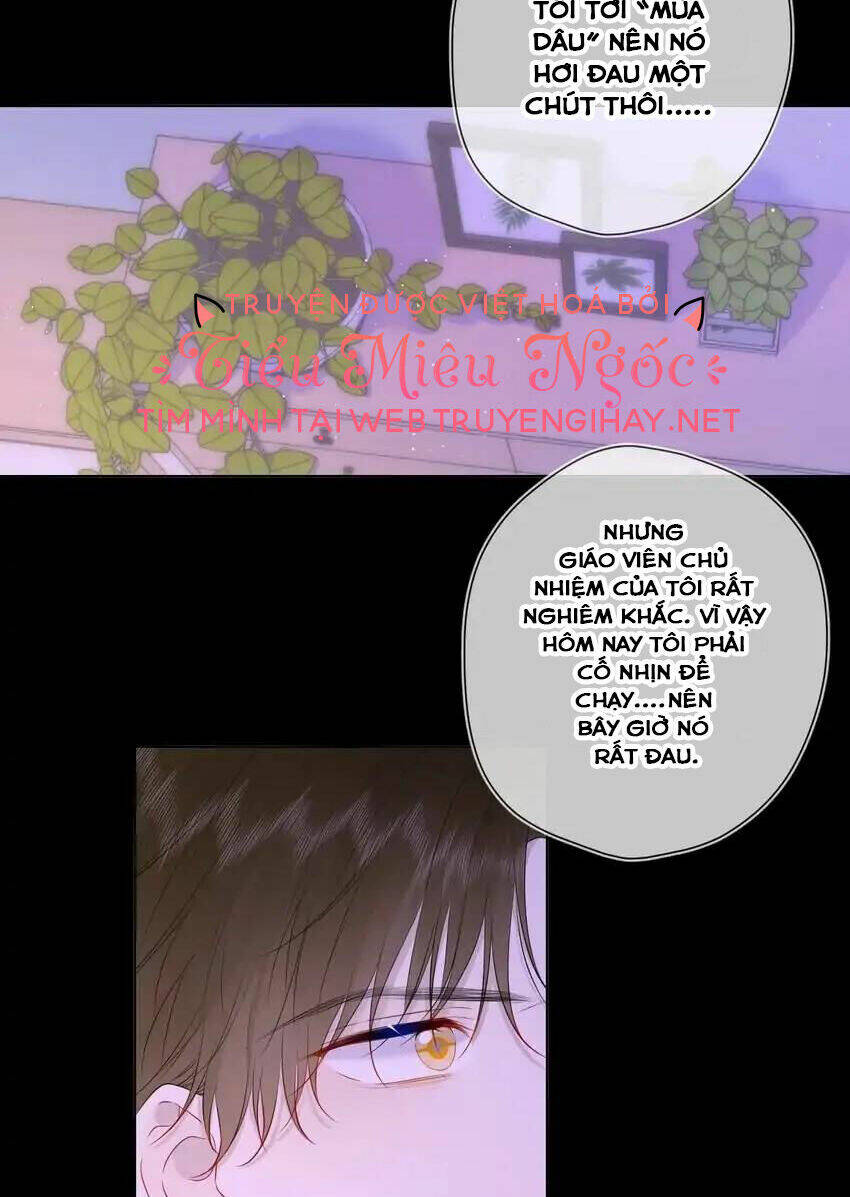 TÔI TỚI "MÙA
DÂU" NÊN NÓ
HƠI ĐAU MỘT
CHÚT THÔI.....
TRUYỆN ĐƯỢC VIỆT HOÁ BỞI
Tiểu Miêu Ngốc
TÌM MÌNH TẠI WEB TRUYENGIHAY.NET
NHƯNG
GIÁO VIÊN CHỦ
NHIỆM CỦA TÔI RẤT
NGHIÊM KHẮC. VÌ VẬY
HÔM NAY TÔI PHẢI
CỐ NHỊN ĐỂ
CHẠY....NÊN
BÂY GIỜ NÓ
RẤT ĐAU.